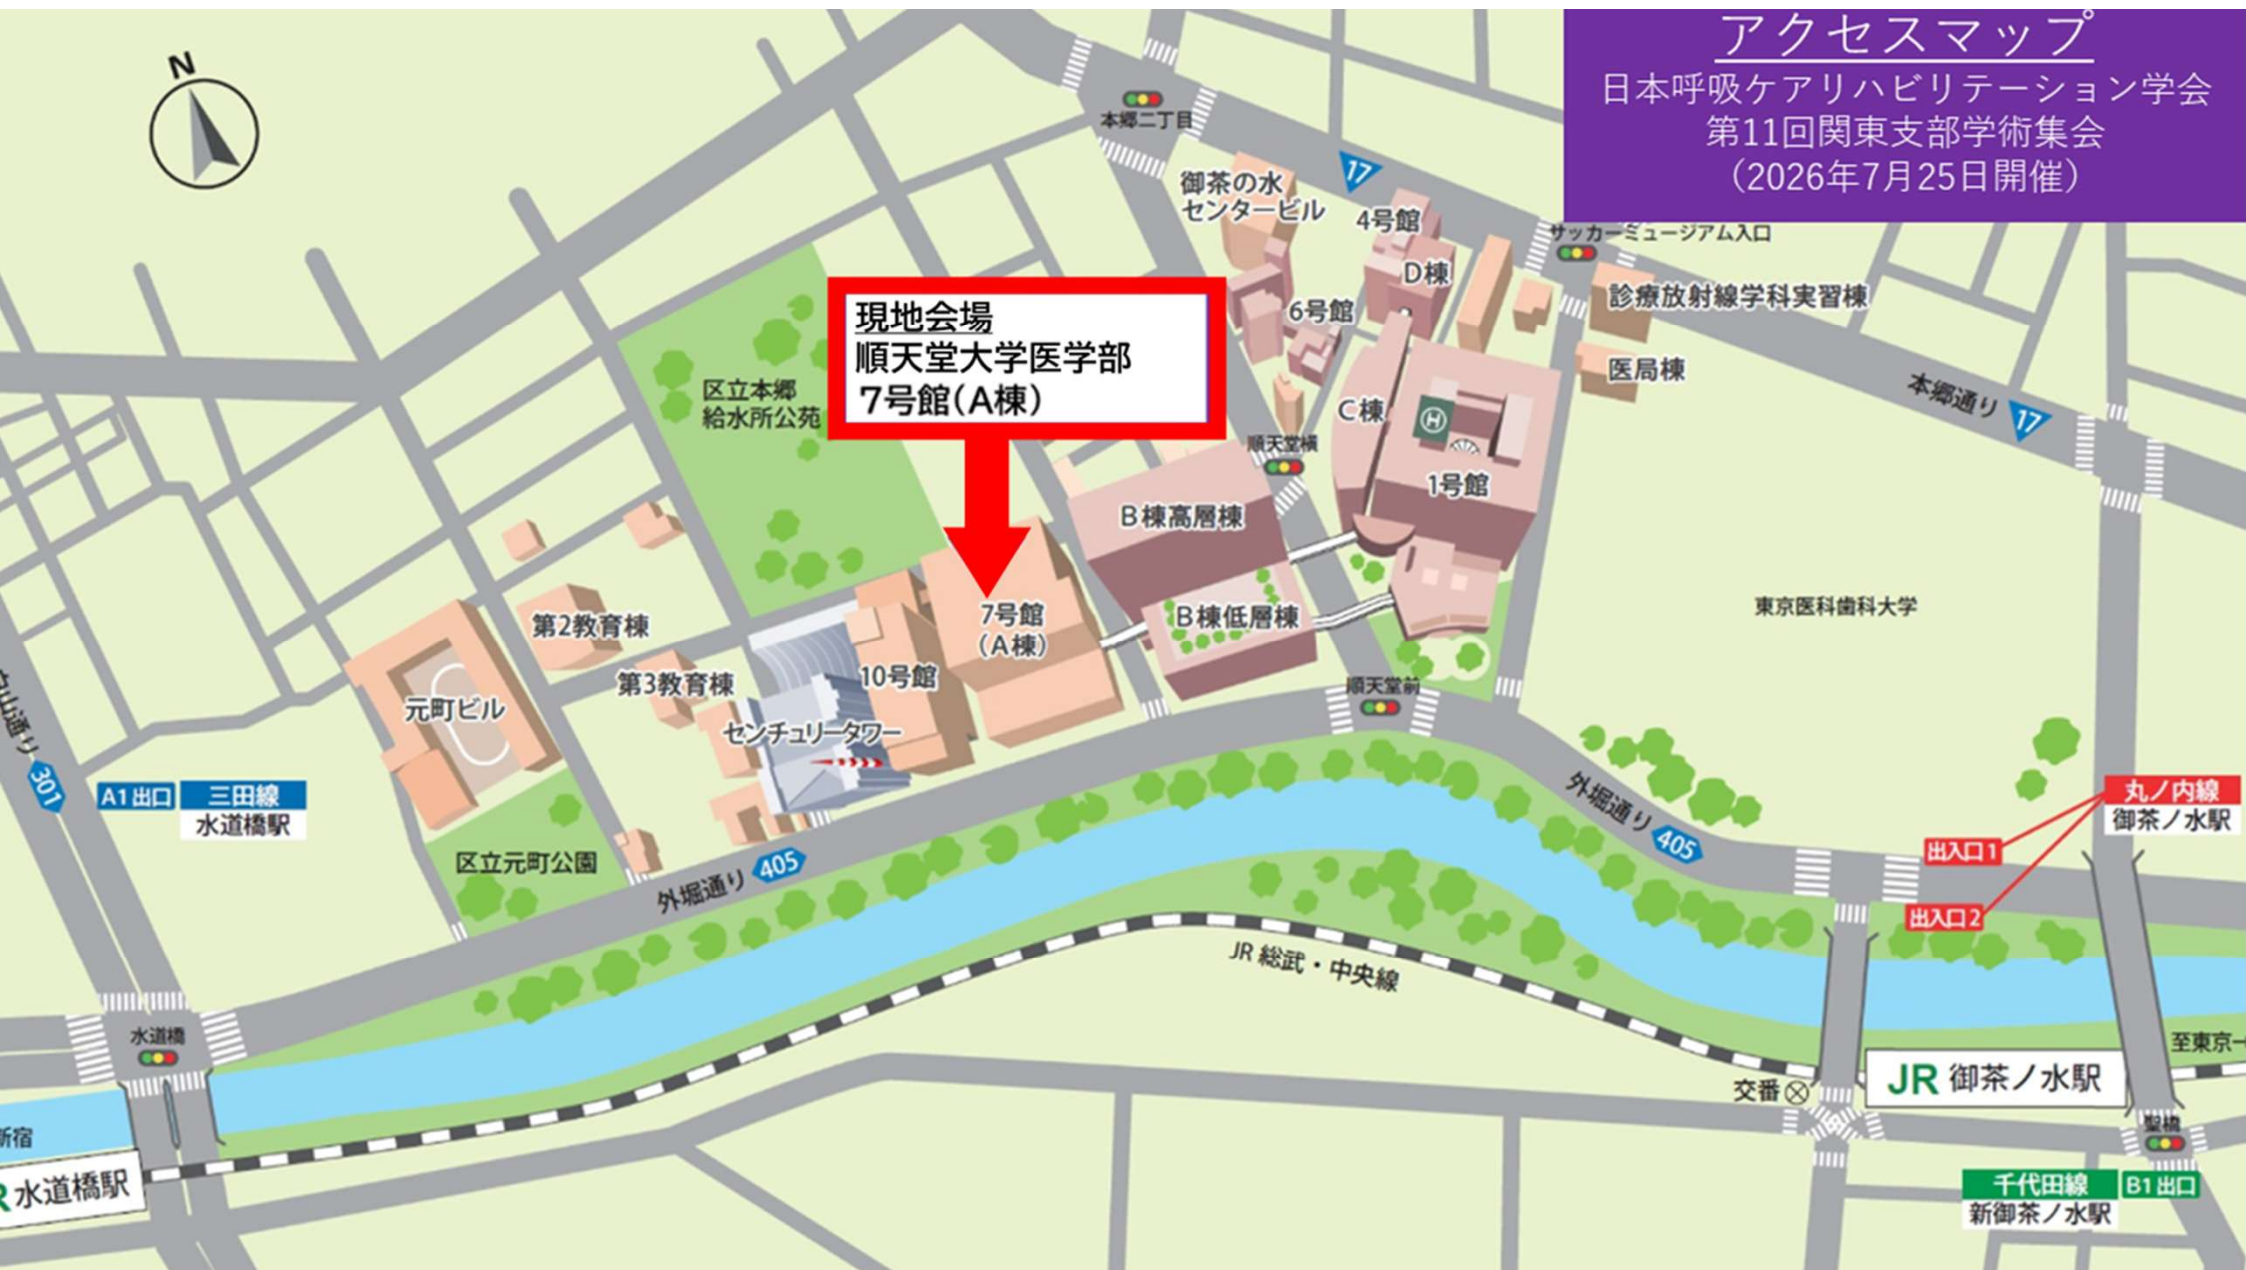 アクセスマップ
日本呼吸ケアリハビリテーション学会
第11回関東支部学術集会
（2026年7月25日開催）
N
本郷二丁目
17
御茶の水
センタービル
4号館
サッカーミュージアム入口
D棟
診療放射線学科実習棟
6号館
現地会場
順天堂大学医学部
7号館（A棟）
医局棟
区立本郷
給水所公苑
C棟
H
本郷通り
17
順天堂横
1号館
B棟高層棟
7号館
（A棟）
B棟低層棟
東京医科歯科大学
第2教育棟
第3教育棟
10号館
元町ビル
センチュリータワー
順天堂前
白山通り
301
A1出口
三田線
水道橋駅
外堀通り
405
丸ノ内線
御茶ノ水駅
出入口1
出入口2
区立元町公園
外堀通り
405
JR 総武・中央線
水道橋
至東京→
交番
JR 御茶ノ水駅
新宿
聖橋
R 水道橋駅
千代田線
B1出口
新御茶ノ水駅